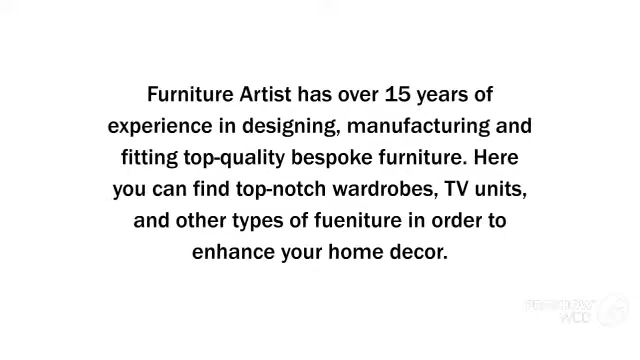 Furniture Artist has over 15 years of
experience in designing, manufacturing and
fitting top-quality bespoke furniture. Here
you can find top-notch wardrobes, TV units,
and other types of fueniture in order to
enhance your home decor.
PROSHOW
WEB